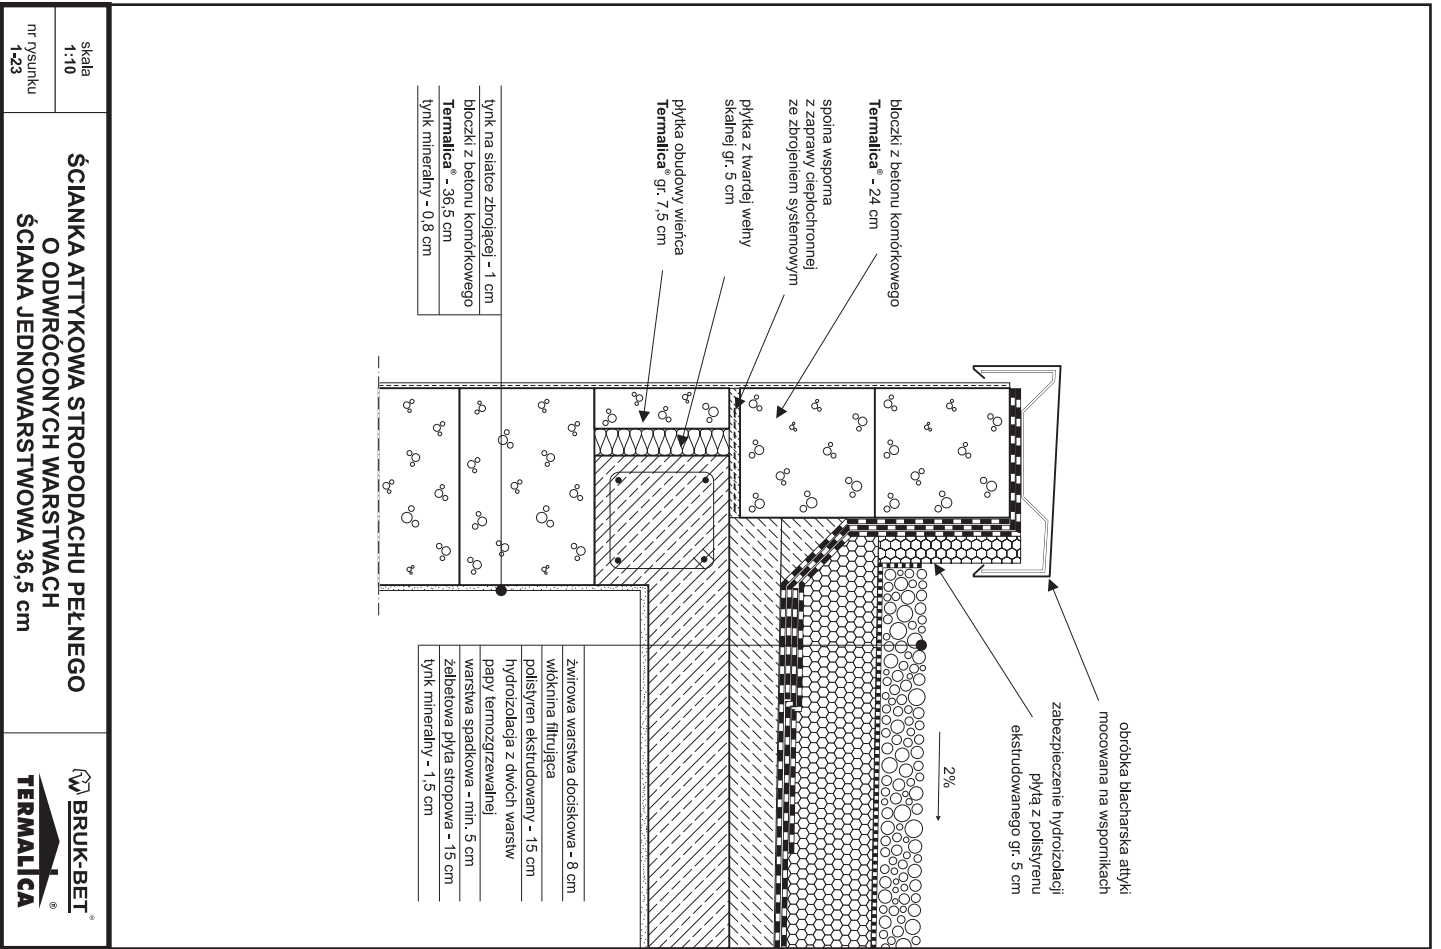 obróbka blacharska attyki
mocowana na wspornikach
zabezpieczenie hydroizolacji
płytą z polistyrenu
ekstrudowanego gr. 5 cm
2%
bloczki z betonu komórkowego
Termalica® - 24 cm
spoina wsporna
z zaprawy ciepłochronnej
ze zbrojeniem systemowym
płytka z twardej wełny
skalnej gr. 5 cm
płytka obudowy wieńca
Termalica® gr. 7,5 cm
tynk na siatce zbrojącej - 1 cm
bloczki z betonu komórkowego
Termalica® - 36,5 cm
tynk mineralny - 0,8 cm
żwirowa warstwa dociskowa - 8 cm
włóknina filtrująca
polistyren ekstrudowany - 15 cm
hydroizolacja z dwóch warstw
papy termozgrzewalnej
warstwa spadkowa - min. 5 cm
żelbetowa płyta stropowa - 15 cm
tynk mineralny - 1,5 cm
skala
1:10
nr rysunku
1-23
ŚCIANKA ATTYKOWA STROPODACHU PEŁNEGO
O ODWRÓCONYCH WARSTWACH
ŚCIANA JEDNOWARSTWOWA 36,5 cm
BRUK-BET®
TERMALICA®